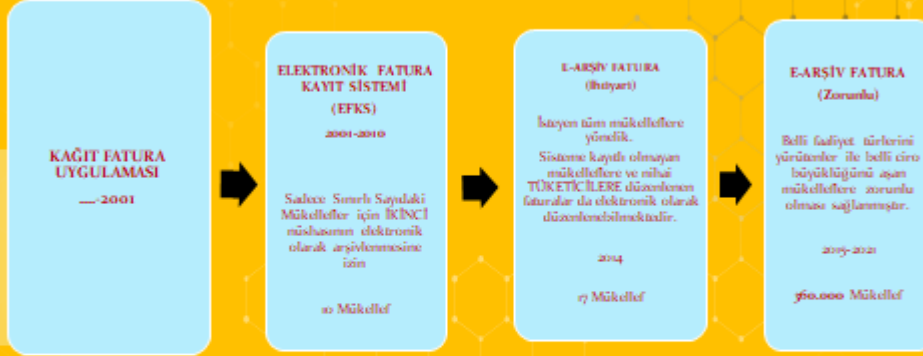 KAĞIT FATURA
UYGULAMASI
__-2001
ELEKTRONİK FATURA
KAYIT SİSTEMİ
(EFKS)
2001-2010
Sadece Sınırlı Sayıdaki
Mükellefler için İKİNCİ
nüshasının elektronik
olarak arşivlenmesine
izin
10 Mükellef
E-ARŞİV FATURA
(İhtiyari)
İsteyen tüm mükelleflere
yönelik.
Sisteme kayıtlı olmayan
mükelleflere ve nihai
TÜKETİCİLERE düzenlenen
faturalar da elektronik olarak
düzenlenebilmektedir.
2014
17 Mükellef
E-ARŞİV FATURA
(Zorunlu)
Belli faaliyet türlerini
yürütenler ile belli ciro
büyüklüğünü aşan
mükelleflere zorunlu
olması sağlanmıştır.
2015-2021
360.000 Mükellef